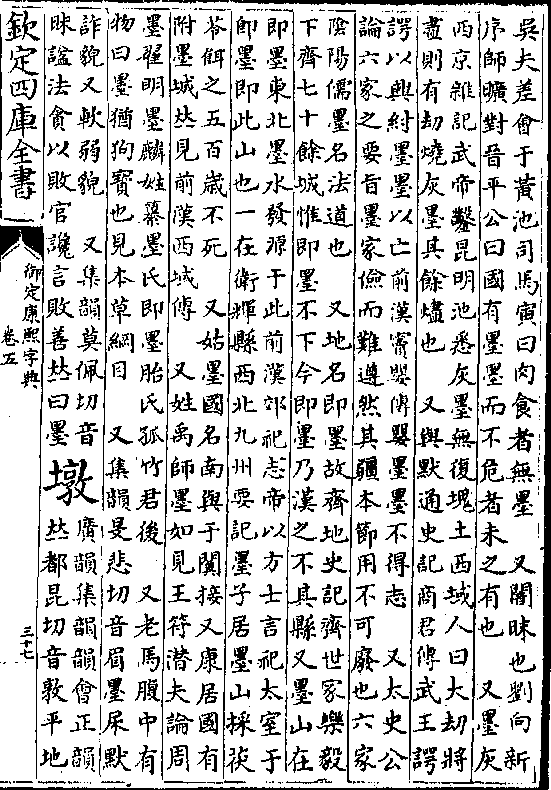 吳夫差會于黃池司馬寅曰肉食者無墨　又闇昧也劉向新
序師曠對晉平公曰國有墨墨而不危者未之有也　又墨灰
西京雜記武帝鑿昆明池悉灰墨無復塊土西域人曰大劫將
盡則有劫燒灰墨其餘燼也　又與默通史記商君傳武王諤
諤以興紂墨墨以亡前漢竇嬰傳嬰墨墨不得志　又太史公
論六家之要旨墨家儉而難遵然其彊本節用不可廢也六家
陰陽儒墨名法道也　又地名即墨故齊地史記齊世家樂毅
下齊七十餘城惟即墨不下今即墨乃漢之不其縣又墨山在
即墨東北墨水發源于此前漢郊祀志帝以方士言祀太室于
即墨即此山也一在衛輝縣西北九州要記墨子居墨山採茯
苓餌之五百歲不死　又姑墨國名南與于闐接又康居國有
附墨城𠀤見前漢西域傳　又姓禹師墨如見王符潛夫論周
墨翟明墨麟姓纂墨氏即墨胎氏孤竹君後　又老馬腹中有
物曰墨猶狗寶也見本草綱目　又集韻旻悲切音眉墨杘默
詐貌又軟弱貌　又集韻莫佩切音
昧諡法貪以敗官讒言敗善𠀤曰墨　墩　廣韻集韻韻會正韻𠀤都昆切音敦平地
欽定四庫全書
御定康熙字典
卷五
三十七